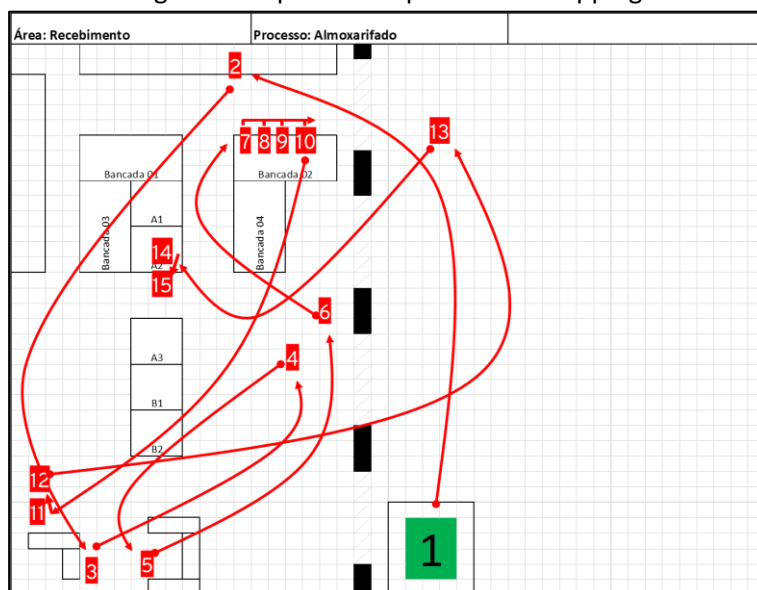 Área: Recebimento
Processo: Almoxarifado
2
7 8 9 10
13
Bancada 01
Bancada 02
Bancada 03
A1
Bancada 04
14
A2
15
6
A3
4
B1
B2
12
11
3
5
1